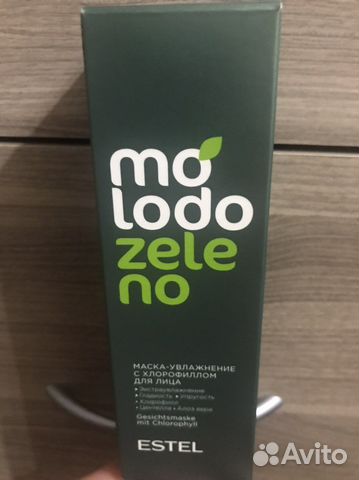 mo
lodo
zele
no
МАСКА-УВЛАЖНЕНИЕ
С ХЛОРОФИЛЛОМ
ДЛЯ ЛИЦА
• Экстраувлажнение
• Гладкость • Упругость
• Хлорофилл
• Центелла • Алоэ вера
Gesichtsmaske
mit Chlorophyll
ESTEL
Avito